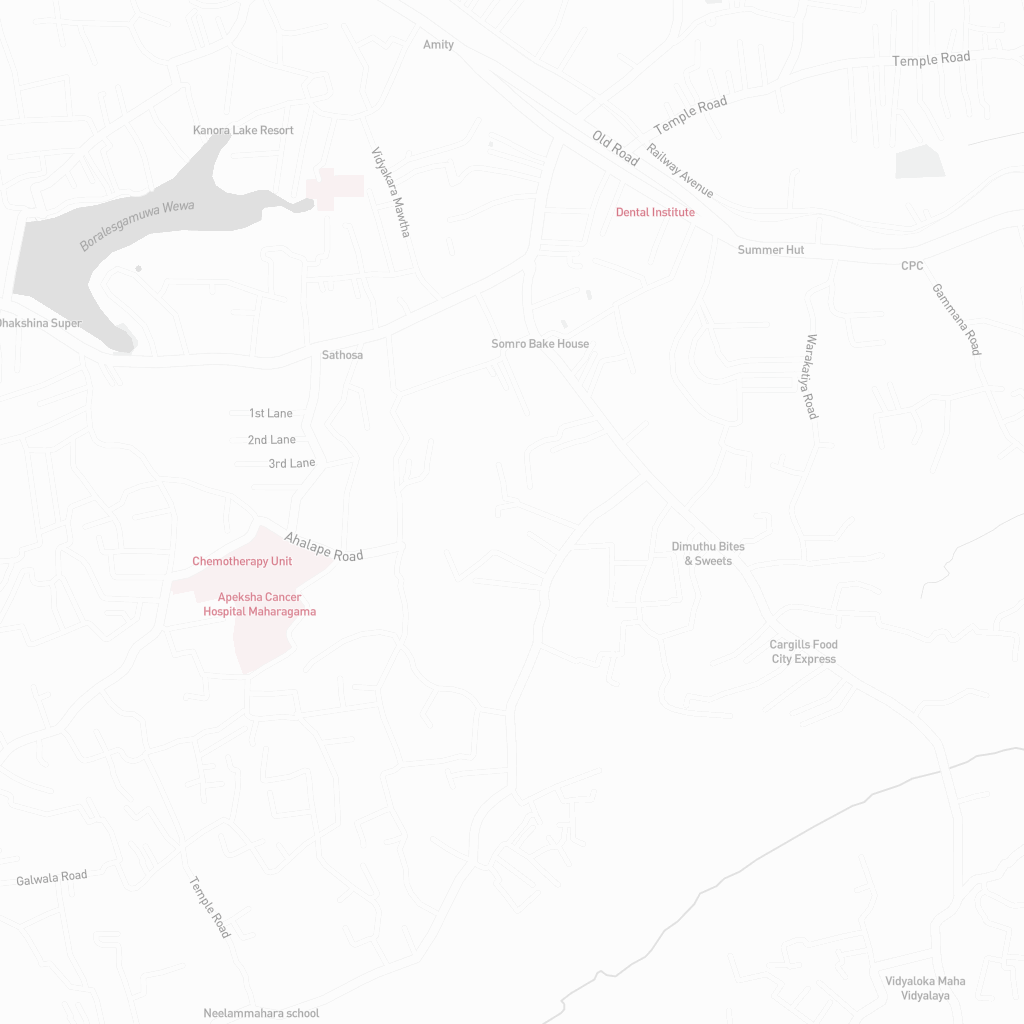 Amity
Temple Road
Temple Road
Kanora Lake Resort
Old Road
Railway Avenue
Vidyakara Mawtha
Boralesgamuwa Wewa
Dental Institute
Summer Hut
CPC
Gammana Road
Dhakshina Super
Somro Bake House
Sathosa
Warakatiya Road
1st Lane
2nd Lane
3rd Lane
Ahalape Road
Chemotherapy Unit
Dimuthu Bites
& Sweets
Apeksha Cancer
Hospital Maharagama
Cargills Food
City Express
Galwala Road
Temple Road
Vidyaloka Maha
Vidyalaya
Neelammahara school